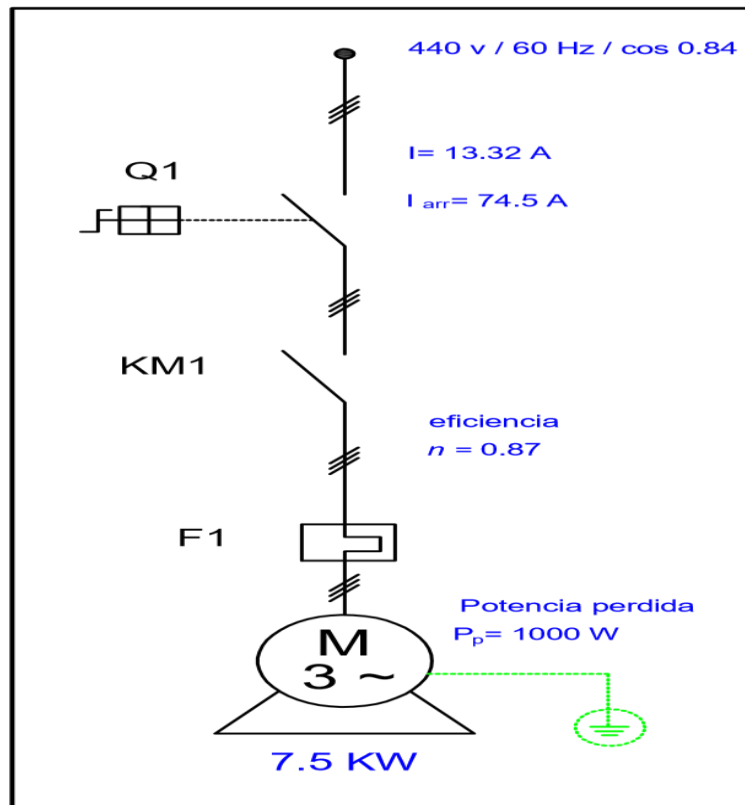 440 v / 60 Hz / cos 0.84
I= 13.32 A
Q1
I arr= 74.5 A
KM1
eficiencia
n = 0.87
F1
Potencia perdida
Pp= 1000 W
M
3 ~
7.5 KW